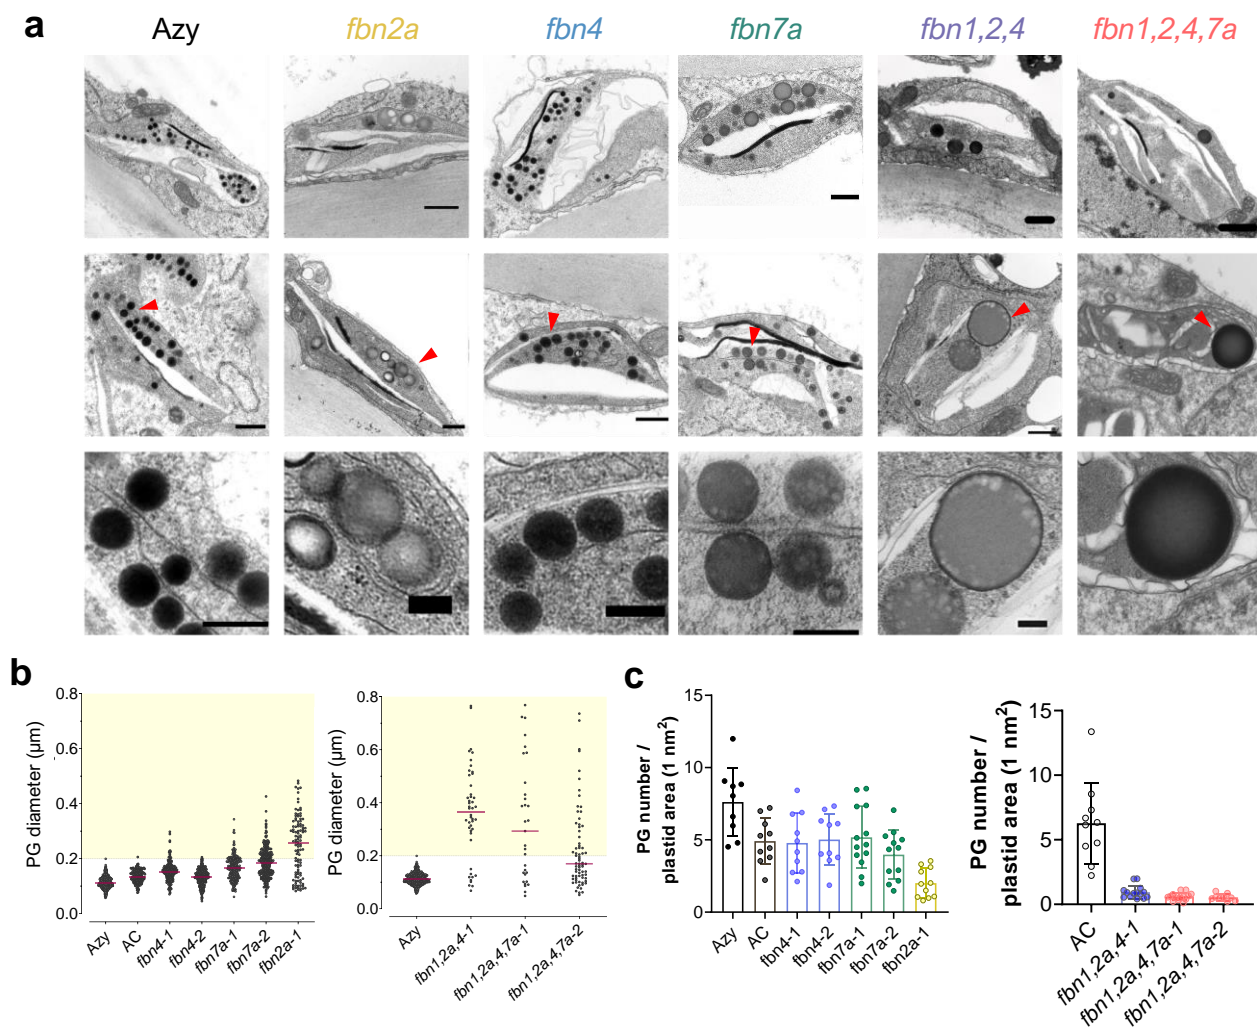 a
Azy fbn2a fbn4 fbn7a fbn1,2,4 fbn1,2,4,7a
b
PG diameter (μm)
0.8
0.6
0.4
0.2
0.0
Azy AC fbn4-1 fbn4-2 fbn7a-1 fbn7a-2 fbn2a-1
PG diameter (μm)
0.8
0.6
0.4
0.2
0.0
Azy fbn1,2a,4-1 fbn1,2a,4,7a-1 fbn1,2a,4,7a-2
c
PG number /
plastid area (1 nm²)
15
10
5
0
Azy AC fbn4-1 fbn4-2 fbn7a-1 fbn7a-2 fbn2a-1
PG number /
plastid area (1 nm²)
15
10
5
0
AC fbn1,2a,4-1 fbn1,2a,4,7a-1 fbn1,2a,4,7a-2